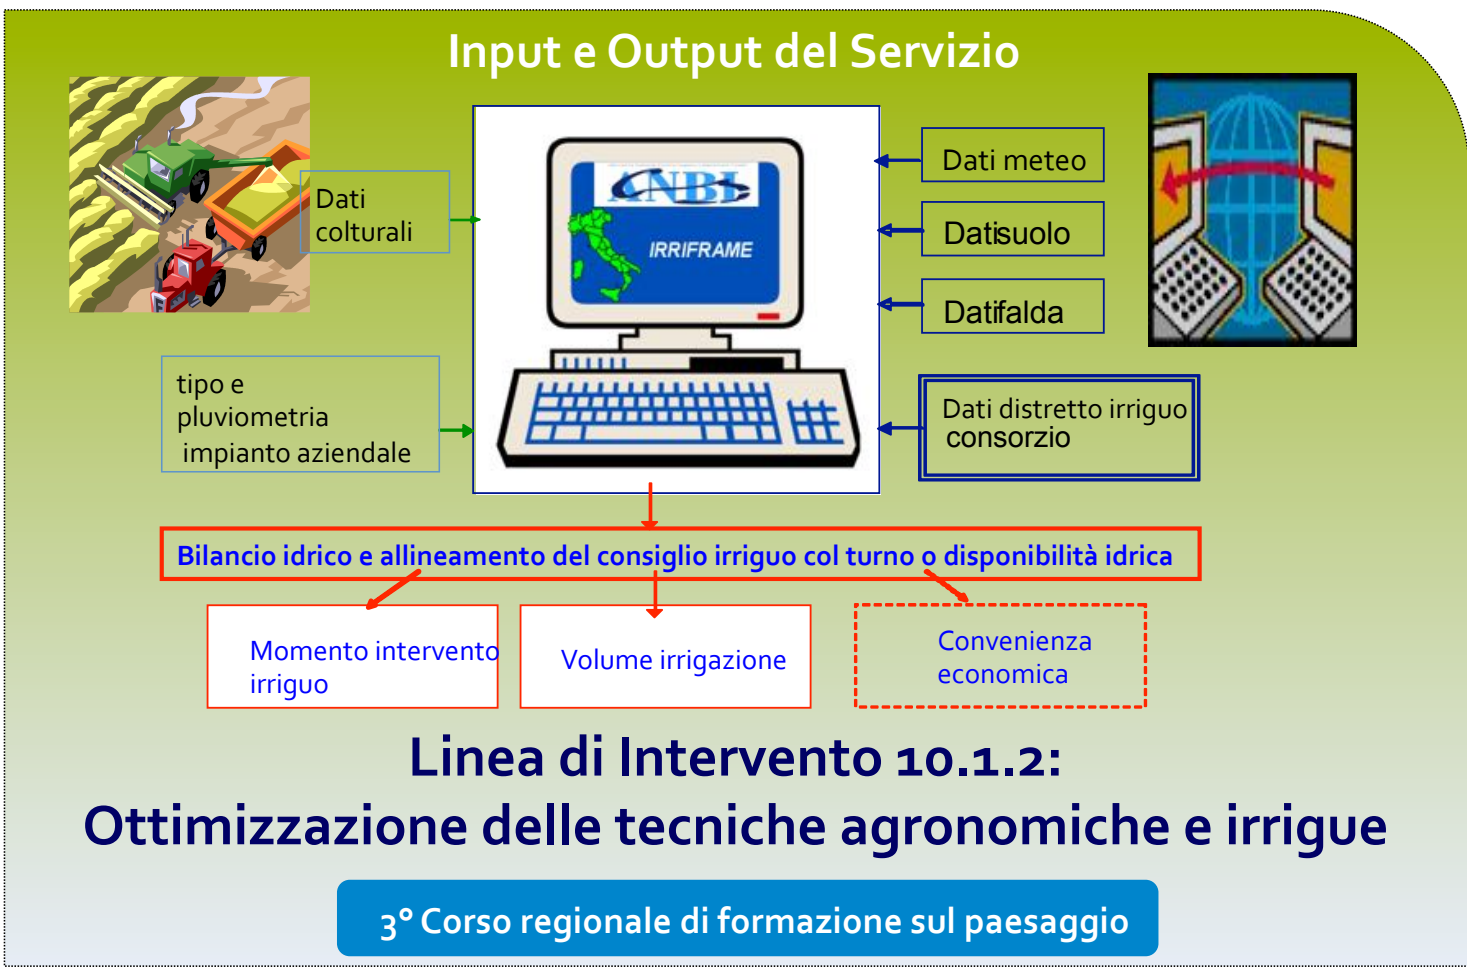 Input e Output del Servizio
Dati
colturali
tipo e
pluviometria
impianto aziendale
ANBI
IRRIFRAME
Dati meteo
Datisuolo
Datifalda
Dati distretto irriguo
consorzio
Bilancio idrico e allineamento del consiglio irriguo col turno o disponibilità idrica
Momento intervento
irriguo
Volume irrigazione
Convenienza
economica
Linea di Intervento 10.1.2:
Ottimizzazione delle tecniche agronomiche e irrigue
3° Corso regionale di formazione sul paesaggio